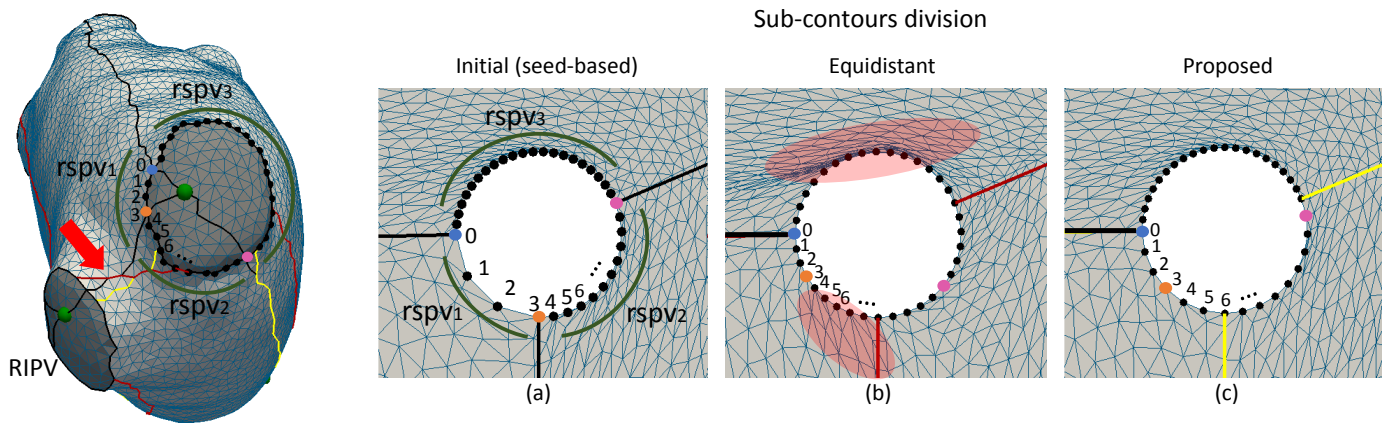 Sub-contours division
Initial (seed-based)
Equidistant
Proposed
rspv3
rspv1
0
1
2
3
4
5
6
...
rspv2
RIPV
rspv3
0
1
2
3 4 5 6 ...
rspv1
rspv2
0
1
2
3
4
5
6 ...
0
1
2
3
4
5 6 ...
(a)
(b)
(c)